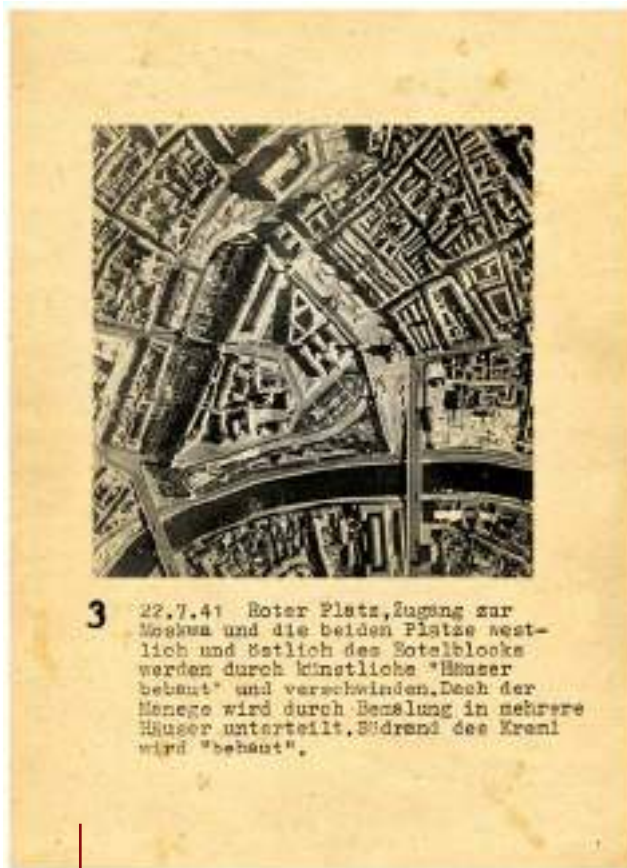 3 22.7.41 Roter Platz,Zugang zur
Moskwa und die beiden Plätze west-
lich und östlich des Hotelblocks
werden durch künstliche "Häuser
bebaut" und verschwinden.Dach der
Manege wird durch Bemalung in mehrere
Häuser unterteilt.Südrand des Kreml
wird "bebaut".